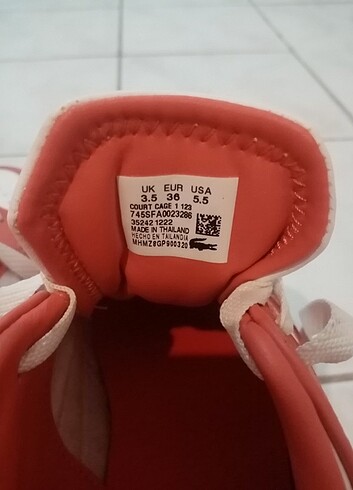 UK EUR USA
3.5 36 5.5
COURT CAGE 1 123
745SFA0023286
35242 1222
MADE IN THAILAND
HECHO EN TAILANDIA
MHMZ8GP900320